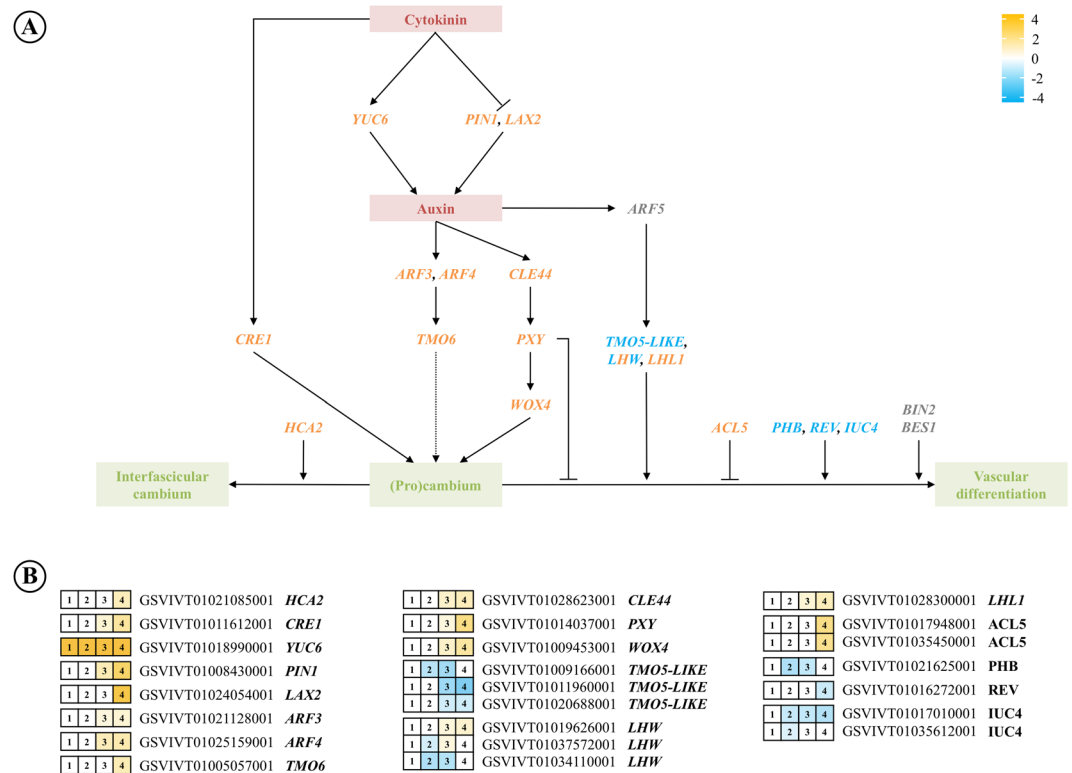 A
Cytokinin
4
2
0
-2
-4
YUC6
PIN1, LAX2
Auxin
ARF5
ARF3, ARF4
CLE44
CRE1
TMO6
PXY
TMO5-LIKE,
LHW, LHL1
WOX4
HCA2
ACL5
PHB, REV, IUC4
BIN2
BES1
Interfascicular
cambium
(Pro)cambium
Vascular
differentiation
B
1 2 3 4 GSVIVT01021085001 HCA2
1 2 3 4 GSVIVT01011612001 CRE1
1 2 3 4 GSVIVT01018990001 YUC6
1 2 3 4 GSVIVT01008430001 PIN1
1 2 3 4 GSVIVT01024054001 LAX2
1 2 3 4 GSVIVT01021128001 ARF3
1 2 3 4 GSVIVT01025159001 ARF4
1 2 3 4 GSVIVT01005057001 TMO6
1 2 3 4 GSVIVT01028623001 CLE44
1 2 3 4 GSVIVT01014037001 PXY
1 2 3 4 GSVIVT01009453001 WOX4
1 2 3 4 GSVIVT01009166001 TMO5-LIKE
1 2 3 4 GSVIVT01011960001 TMO5-LIKE
1 2 3 4 GSVIVT01020688001 TMO5-LIKE
1 2 3 4 GSVIVT01019626001 LHW
1 2 3 4 GSVIVT01037572001 LHW
1 2 3 4 GSVIVT01034110001 LHW
1 2 3 4 GSVIVT01028300001 LHL1
1 2 3 4 GSVIVT01017948001 ACL5
1 2 3 4 GSVIVT01035450001 ACL5
1 2 3 4 GSVIVT01021625001 PHB
1 2 3 4 GSVIVT01016272001 REV
1 2 3 4 GSVIVT01017010001 IUC4
1 2 3 4 GSVIVT01035612001 IUC4